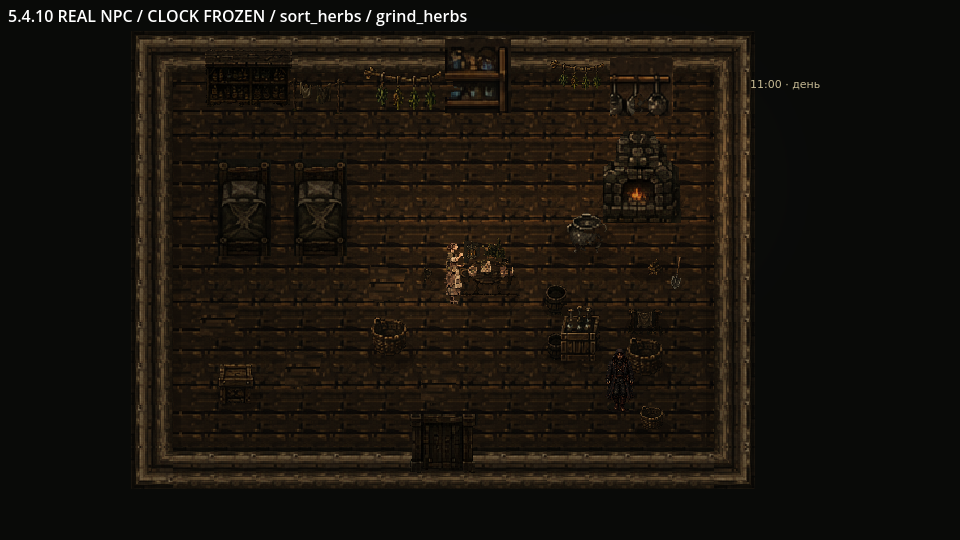 5.4.10 REAL NPC / CLOCK FROZEN / sort_herbs / grind_herbs
11:00 · день